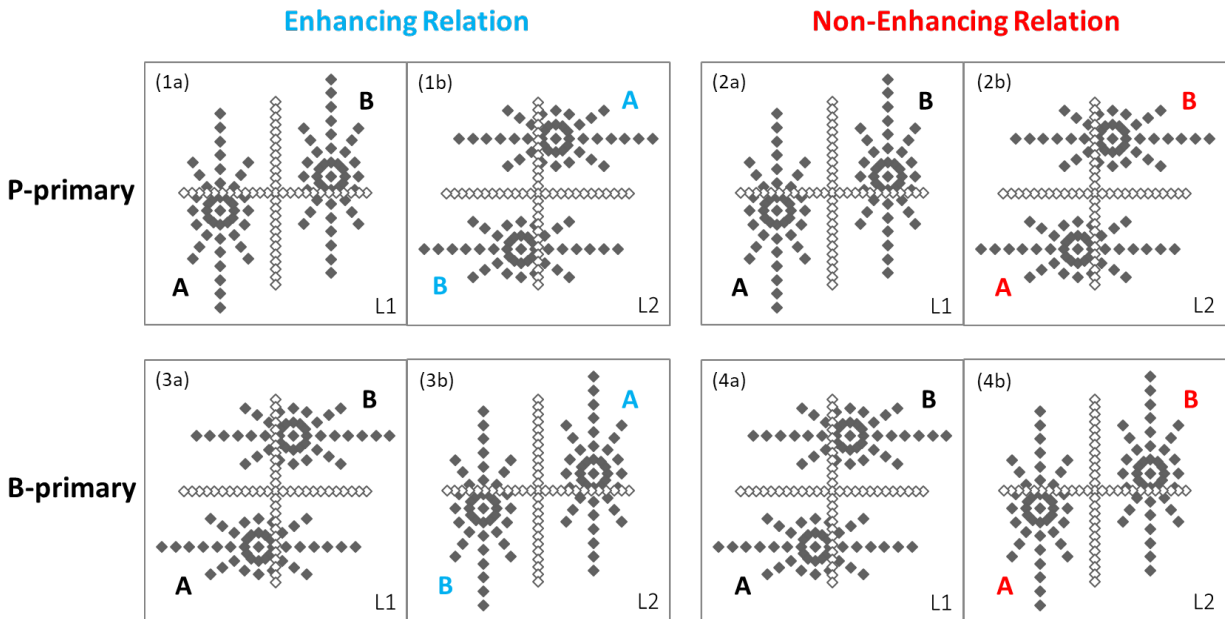 Enhancing Relation
Non-Enhancing Relation
P-primary
(1a)
B
A
L1
(1b)
A
B
L2
(2a)
B
A
L1
(2b)
B
A
L2
B-primary
(3a)
B
A
L1
(3b)
A
B
L2
(4a)
B
A
L1
(4b)
B
A
L2